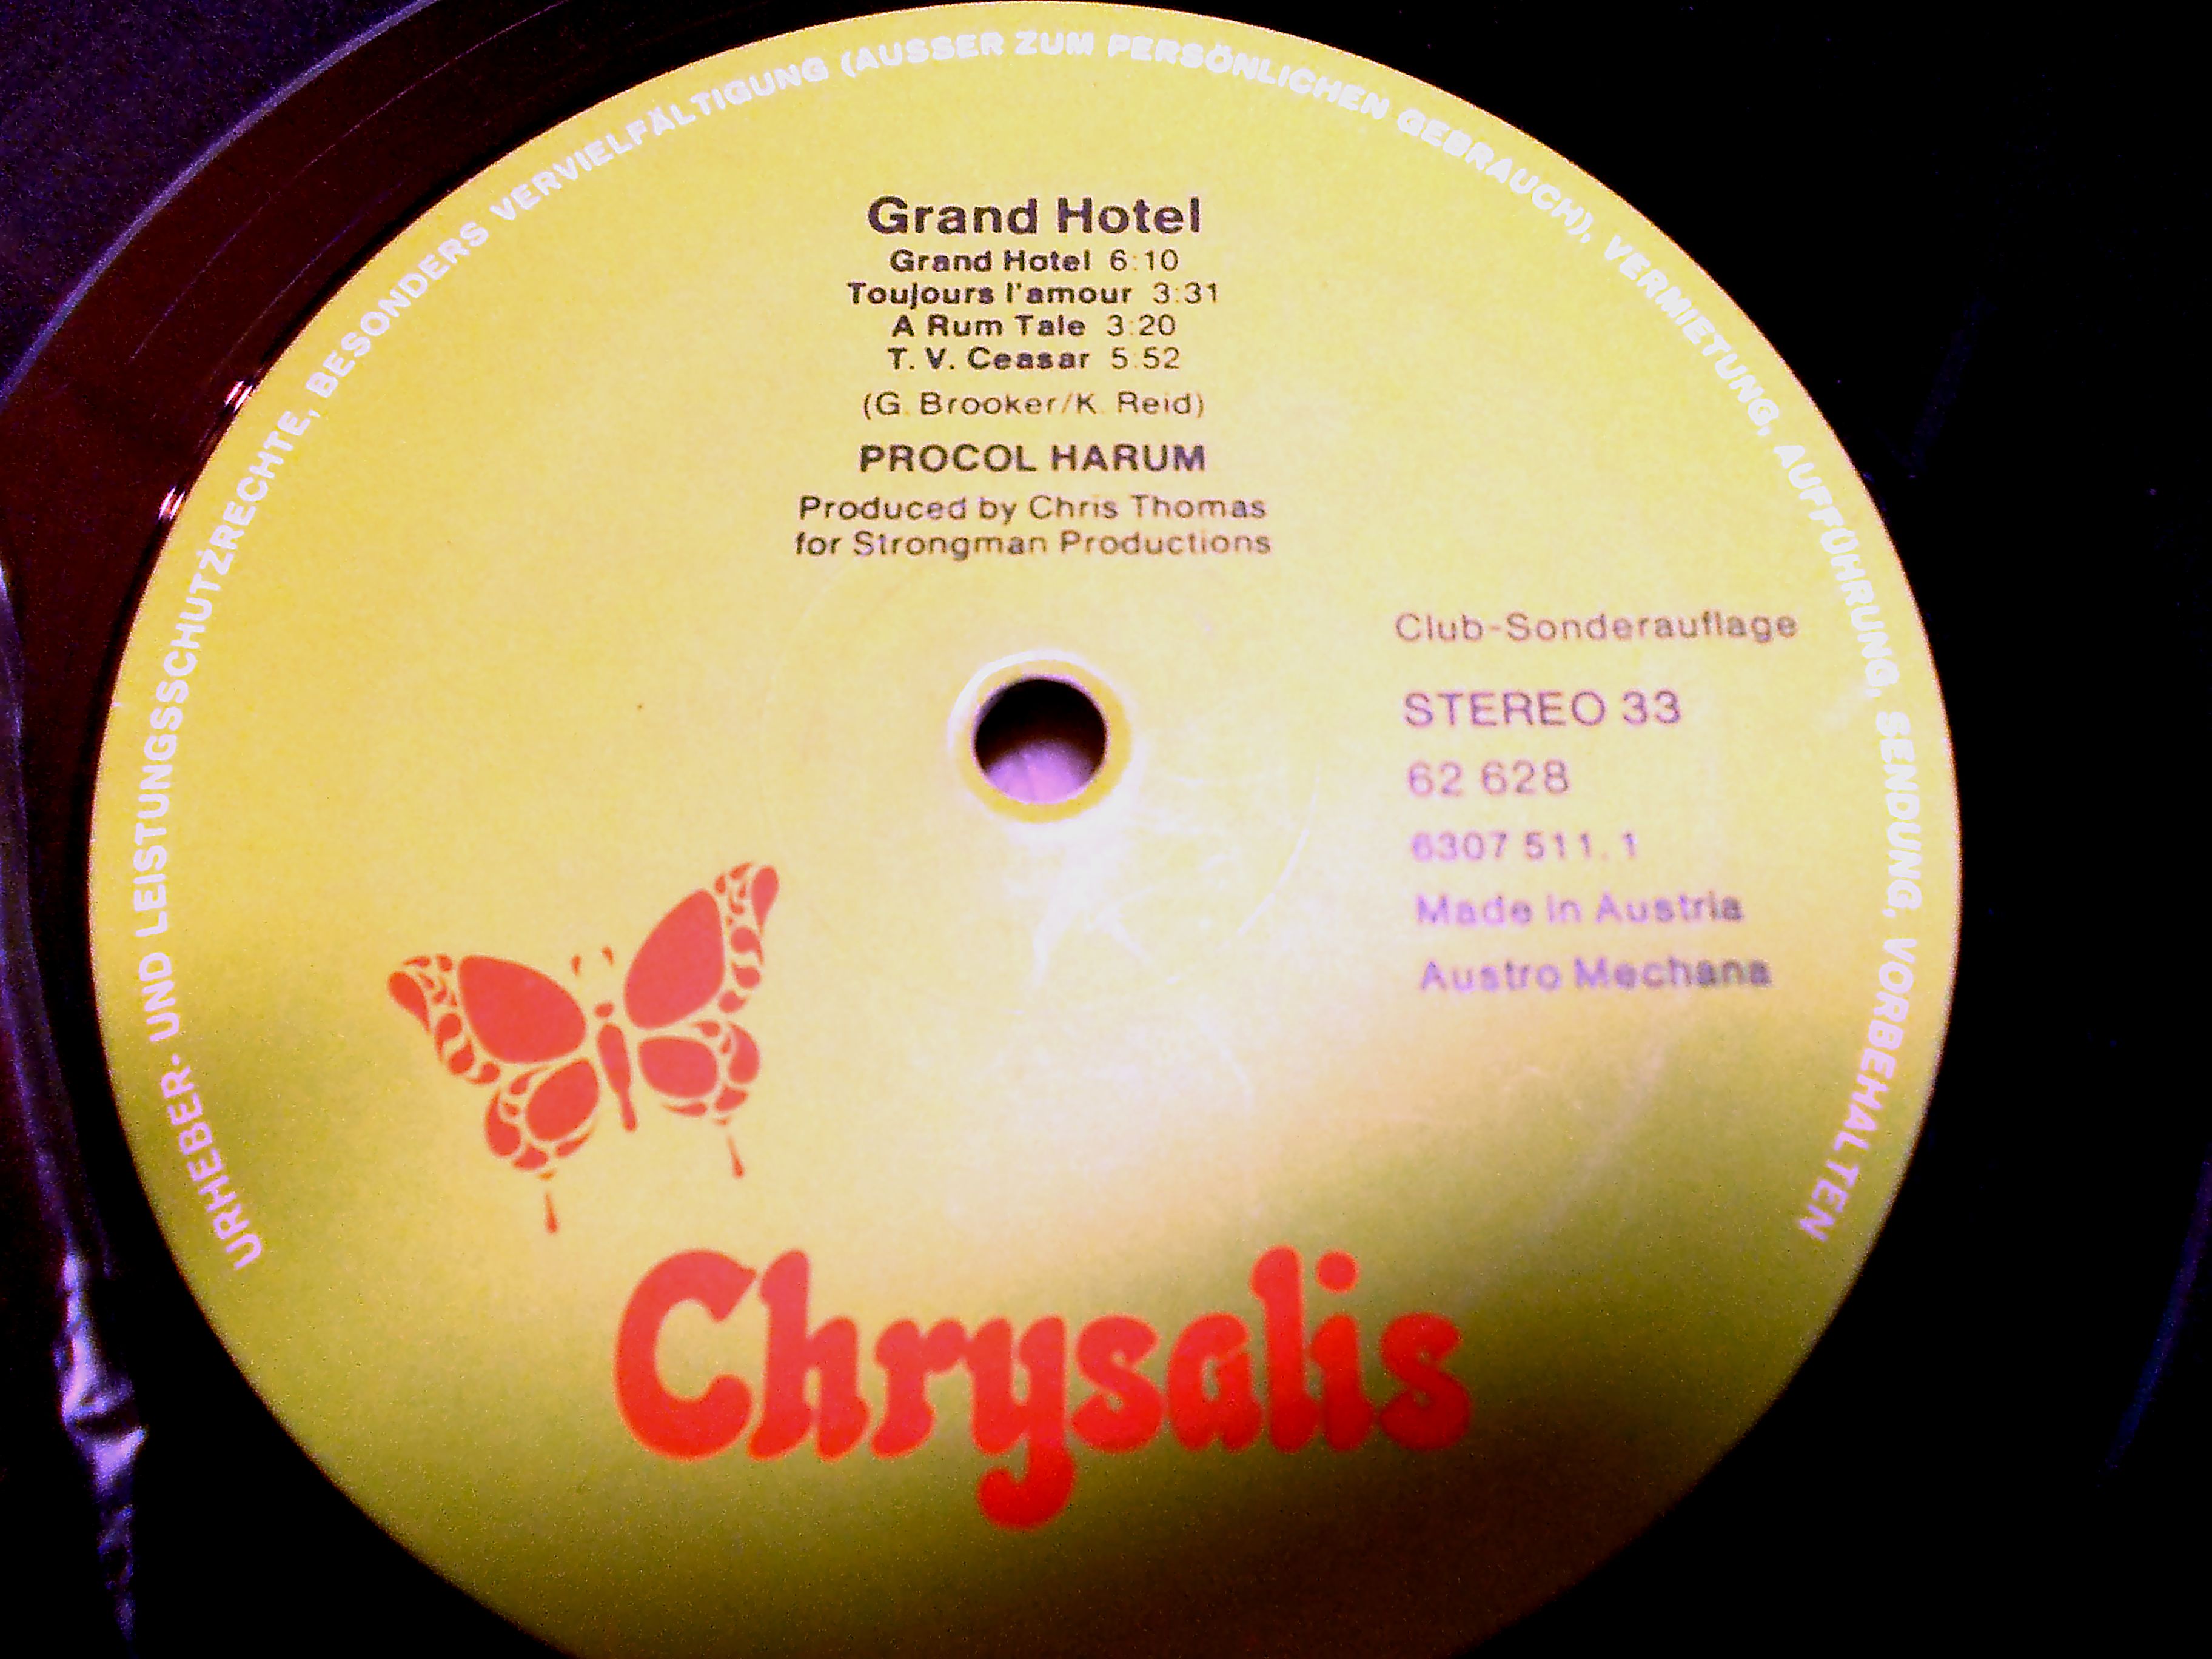 URHEBER- UND LEISTUNGSSCHUTZRECHTE, BESONDERS VERVIELFÄLTIGUNG (AUSSER ZUM PERSÖNLICHEN GEBRAUCH), VERMIETUNG, AUFFÜHRUNG, SENDUNG, VORBEHALTEN
Grand Hotel
Grand Hotel 6:10
Toujours l'amour 3:31
A Rum Tale 3:20
T. V. Ceasar 5:52
(G. Brooker/K. Reid)
PROCOL HARUM
Produced by Chris Thomas
for Strongman Productions
Club-Sonderauflage
STEREO 33
62 628
6307 511.1
Made in Austria
Austro Mechana
Chrysalis